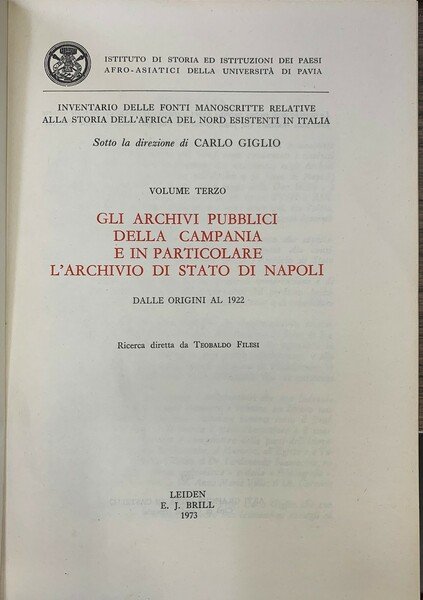 ISTITUTO DI STORIA ED ISTITUZIONI DEI PAESI
AFRO-ASIATICI DELLA UNIVERSITÀ DI PAVIA
INVENTARIO DELLE FONTI MANOSCRITTE RELATIVE
ALLA STORIA DELL'AFRICA DEL NORD ESISTENTI IN ITALIA
Sotto la direzione di CARLO GIGLIO
VOLUME TERZO
GLI ARCHIVI PUBBLICI
DELLA CAMPANIA
E IN PARTICOLARE
L'ARCHIVIO DI STATO DI NAPOLI
DALLE ORIGINI AL 1922
Ricerca diretta da TEOBALDO FILESI
LEIDEN
E. J. BRILL
1973